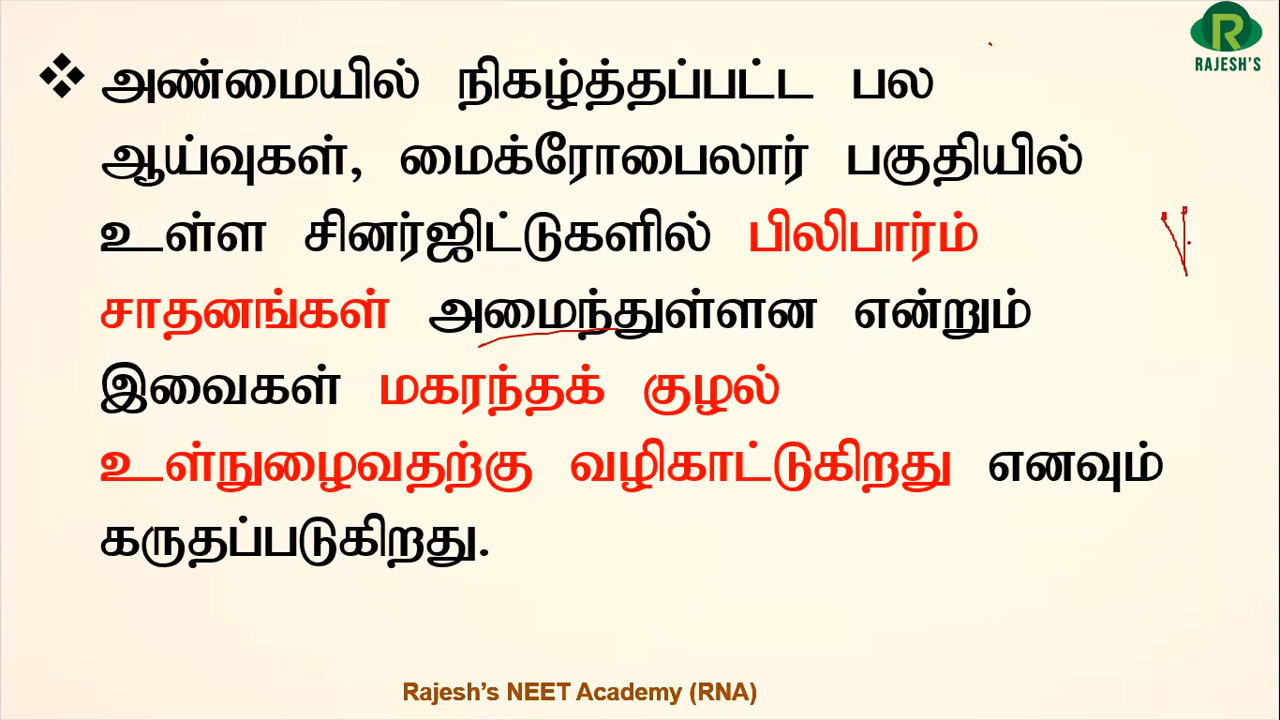 RAJESH'S
❖ அண்மையில் நிகழ்த்தப்பட்ட பல
ஆய்வுகள், மைக்ரோபைலார் பகுதியில்
உள்ள சினர்ஜிட்டுகளில் பிலிபார்ம்
சாதனங்கள் அமைந்துள்ளன என்றும்
இவைகள் மகரந்தக் குழல்
உள்நுழைவதற்கு வழிகாட்டுகிறது எனவும்
கருதப்படுகிறது.
Rajesh's NEET Academy (RNA)